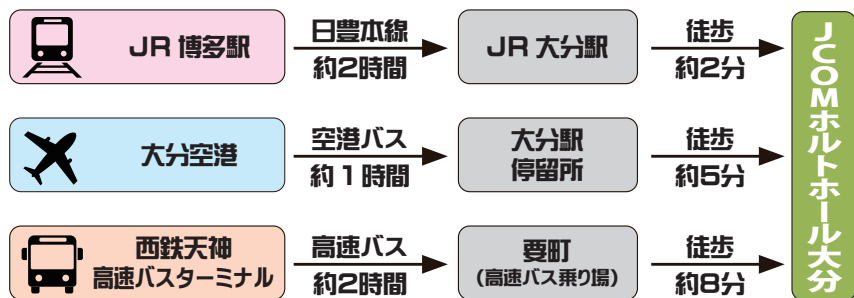 JR 博多駅
日豊本線
約2時間
JR 大分駅
徒歩
約2分
大分空港
空港バス
約1時間
大分駅
停留所
徒歩
約5分
西鉄天神
高速バスターミナル
高速バス
約2時間
要町
(高速バス乗り場)
徒歩
約8分
JCOMホルトホール大分